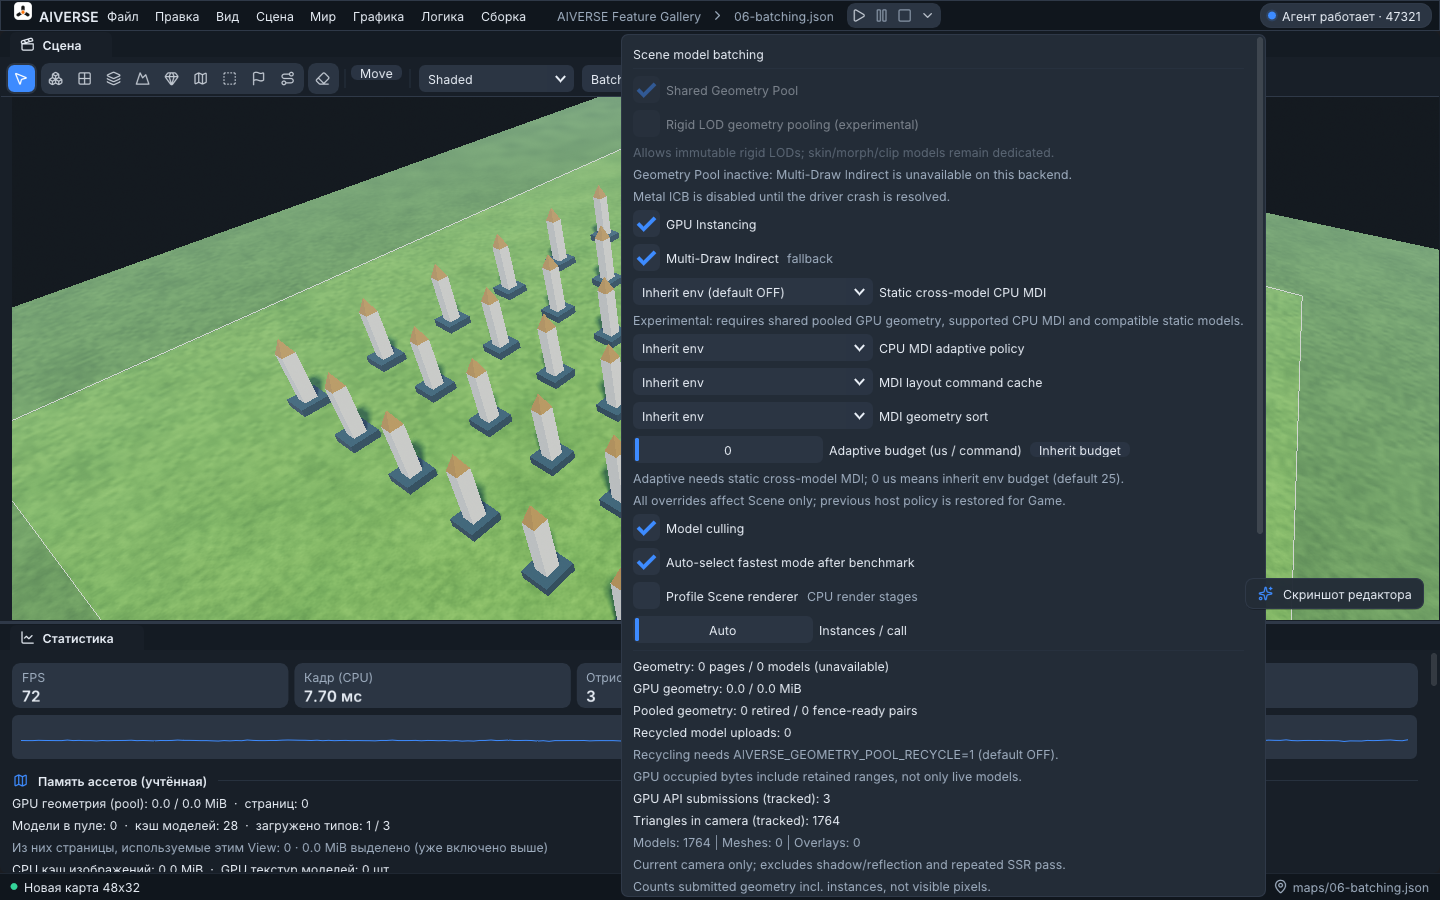 AIVERSE Файл Правка Вид Сцена Мир Графика Логика Сборка AIVERSE Feature Gallery 06-batching.json Агент работает · 47321
Сцена
Move Shaded Batch
Scene model batching
Shared Geometry Pool
Rigid LOD geometry pooling (experimental)
Allows immutable rigid LODs; skin/morph/clip models remain dedicated.
Geometry Pool inactive: Multi-Draw Indirect is unavailable on this backend.
Metal ICB is disabled until the driver crash is resolved.
GPU Instancing
Multi-Draw Indirect fallback
Inherit env (default OFF) Static cross-model CPU MDI
Experimental: requires shared pooled GPU geometry, supported CPU MDI and compatible static models.
Inherit env CPU MDI adaptive policy
Inherit env MDI layout command cache
Inherit env MDI geometry sort
0 Adaptive budget (us / command) Inherit budget
Adaptive needs static cross-model MDI; 0 us means inherit env budget (default 25).
All overrides affect Scene only; previous host policy is restored for Game.
Model culling
Auto-select fastest mode after benchmark
Profile Scene renderer CPU render stages
Auto Instances / call
Geometry: 0 pages / 0 models (unavailable)
GPU geometry: 0.0 / 0.0 MiB
Pooled geometry: 0 retired / 0 fence-ready pairs
Recycled model uploads: 0
Recycling needs AIVERSE_GEOMETRY_POOL_RECYCLE=1 (default OFF).
GPU occupied bytes include retained ranges, not only live models.
GPU API submissions (tracked): 3
Triangles in camera (tracked): 1764
Models: 1764 | Meshes: 0 | Overlays: 0
Current camera only; excludes shadow/reflection and repeated SSR pass.
Counts submitted geometry incl. instances, not visible pixels.
Скриншот редактора
Статистика
FPS
72
Кадр (CPU)
7.70 мс
Отрис
3
Память ассетов (учтённая)
GPU геометрия (pool): 0.0 / 0.0 MiB · страниц: 0
Модели в пуле: 0 · кэш моделей: 28 · загружено типов: 1 / 3
Из них страницы, используемые этим View: 0 · 0.0 MiB выделено (уже включено выше)
CPU кэш изображений: 0.0 MiB · GPU текстур моделей: 0 шт.
Новая карта 48x32
maps/06-batching.json